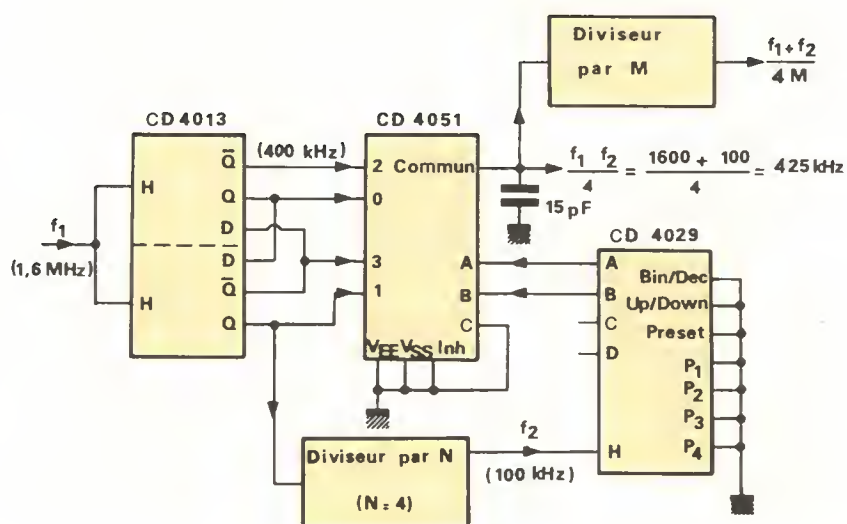 Diviseur
par M
f1+f2
4 M
CD 4013
CD 4051
Q̅
(400 kHz)
2 Commun
f1 f2 / 4 = 1600 + 100 / 4 = 425 kHz
15 pF
H
Q
0
D
f1
(1,6 MHz)
D
3
Q̅
H
Q
1
A
B
C
VEE VSS Inh
CD 4029
A
Bin/Dec
B
Up/Down
C
Preset
D
P1
P2
P3
P4
H
Diviseur par N
(N = 4)
f2
(100 kHz)